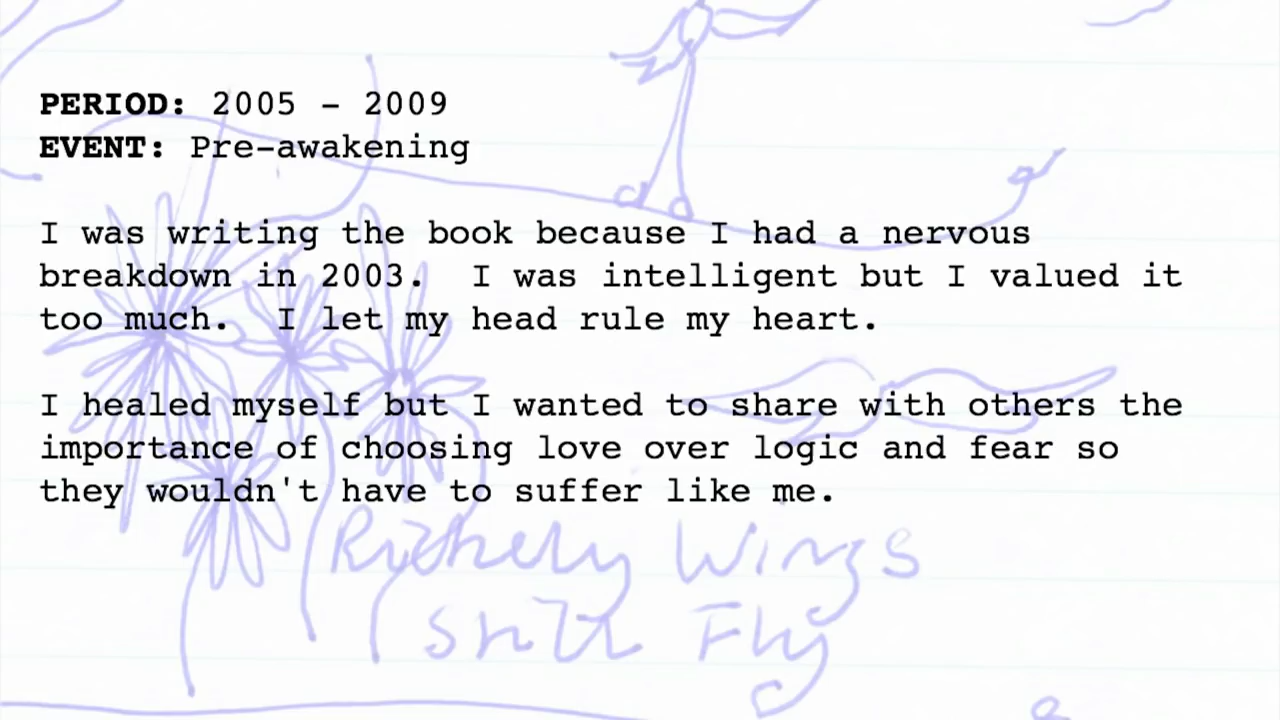 PERIOD: 2005 - 2009
EVENT: Pre-awakening
I was writing the book because I had a nervous
breakdown in 2003.  I was intelligent but I valued it
too much.  I let my head rule my heart.
I healed myself but I wanted to share with others the
importance of choosing love over logic and fear so
they wouldn't have to suffer like me.
Wings
Still Fly